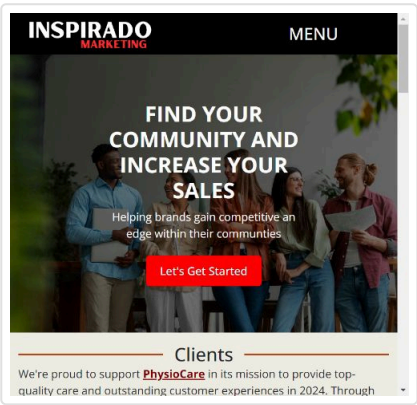 INSPIRADO
MARKETING
MENU
FIND YOUR
COMMUNITY AND
INCREASE YOUR
SALES
Helping brands gain competitive an
edge within their communties
Let's Get Started
Clients
We're proud to support PhysioCare in its mission to provide top-
quality care and outstanding customer experiences in 2024. Through